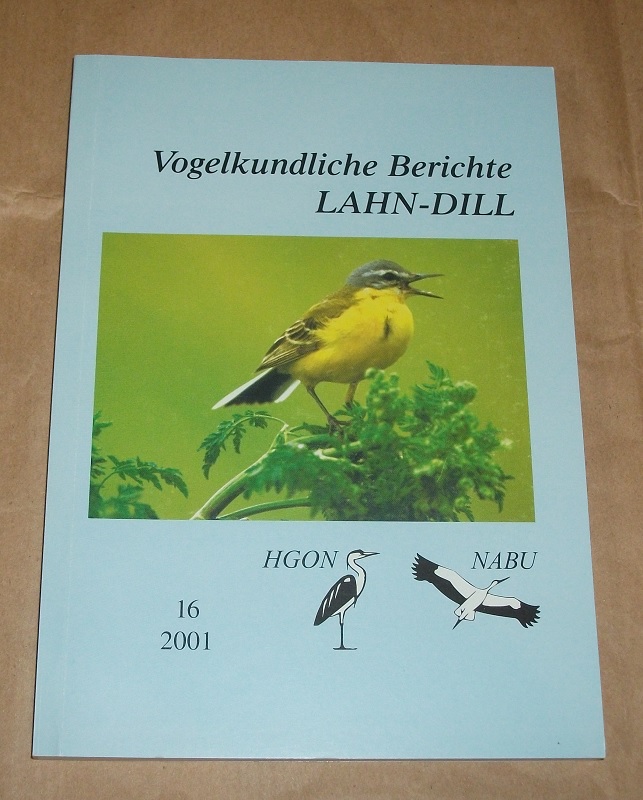 Vogelkundliche Berichte
LAHN-DILL
HGON
NABU
16
2001